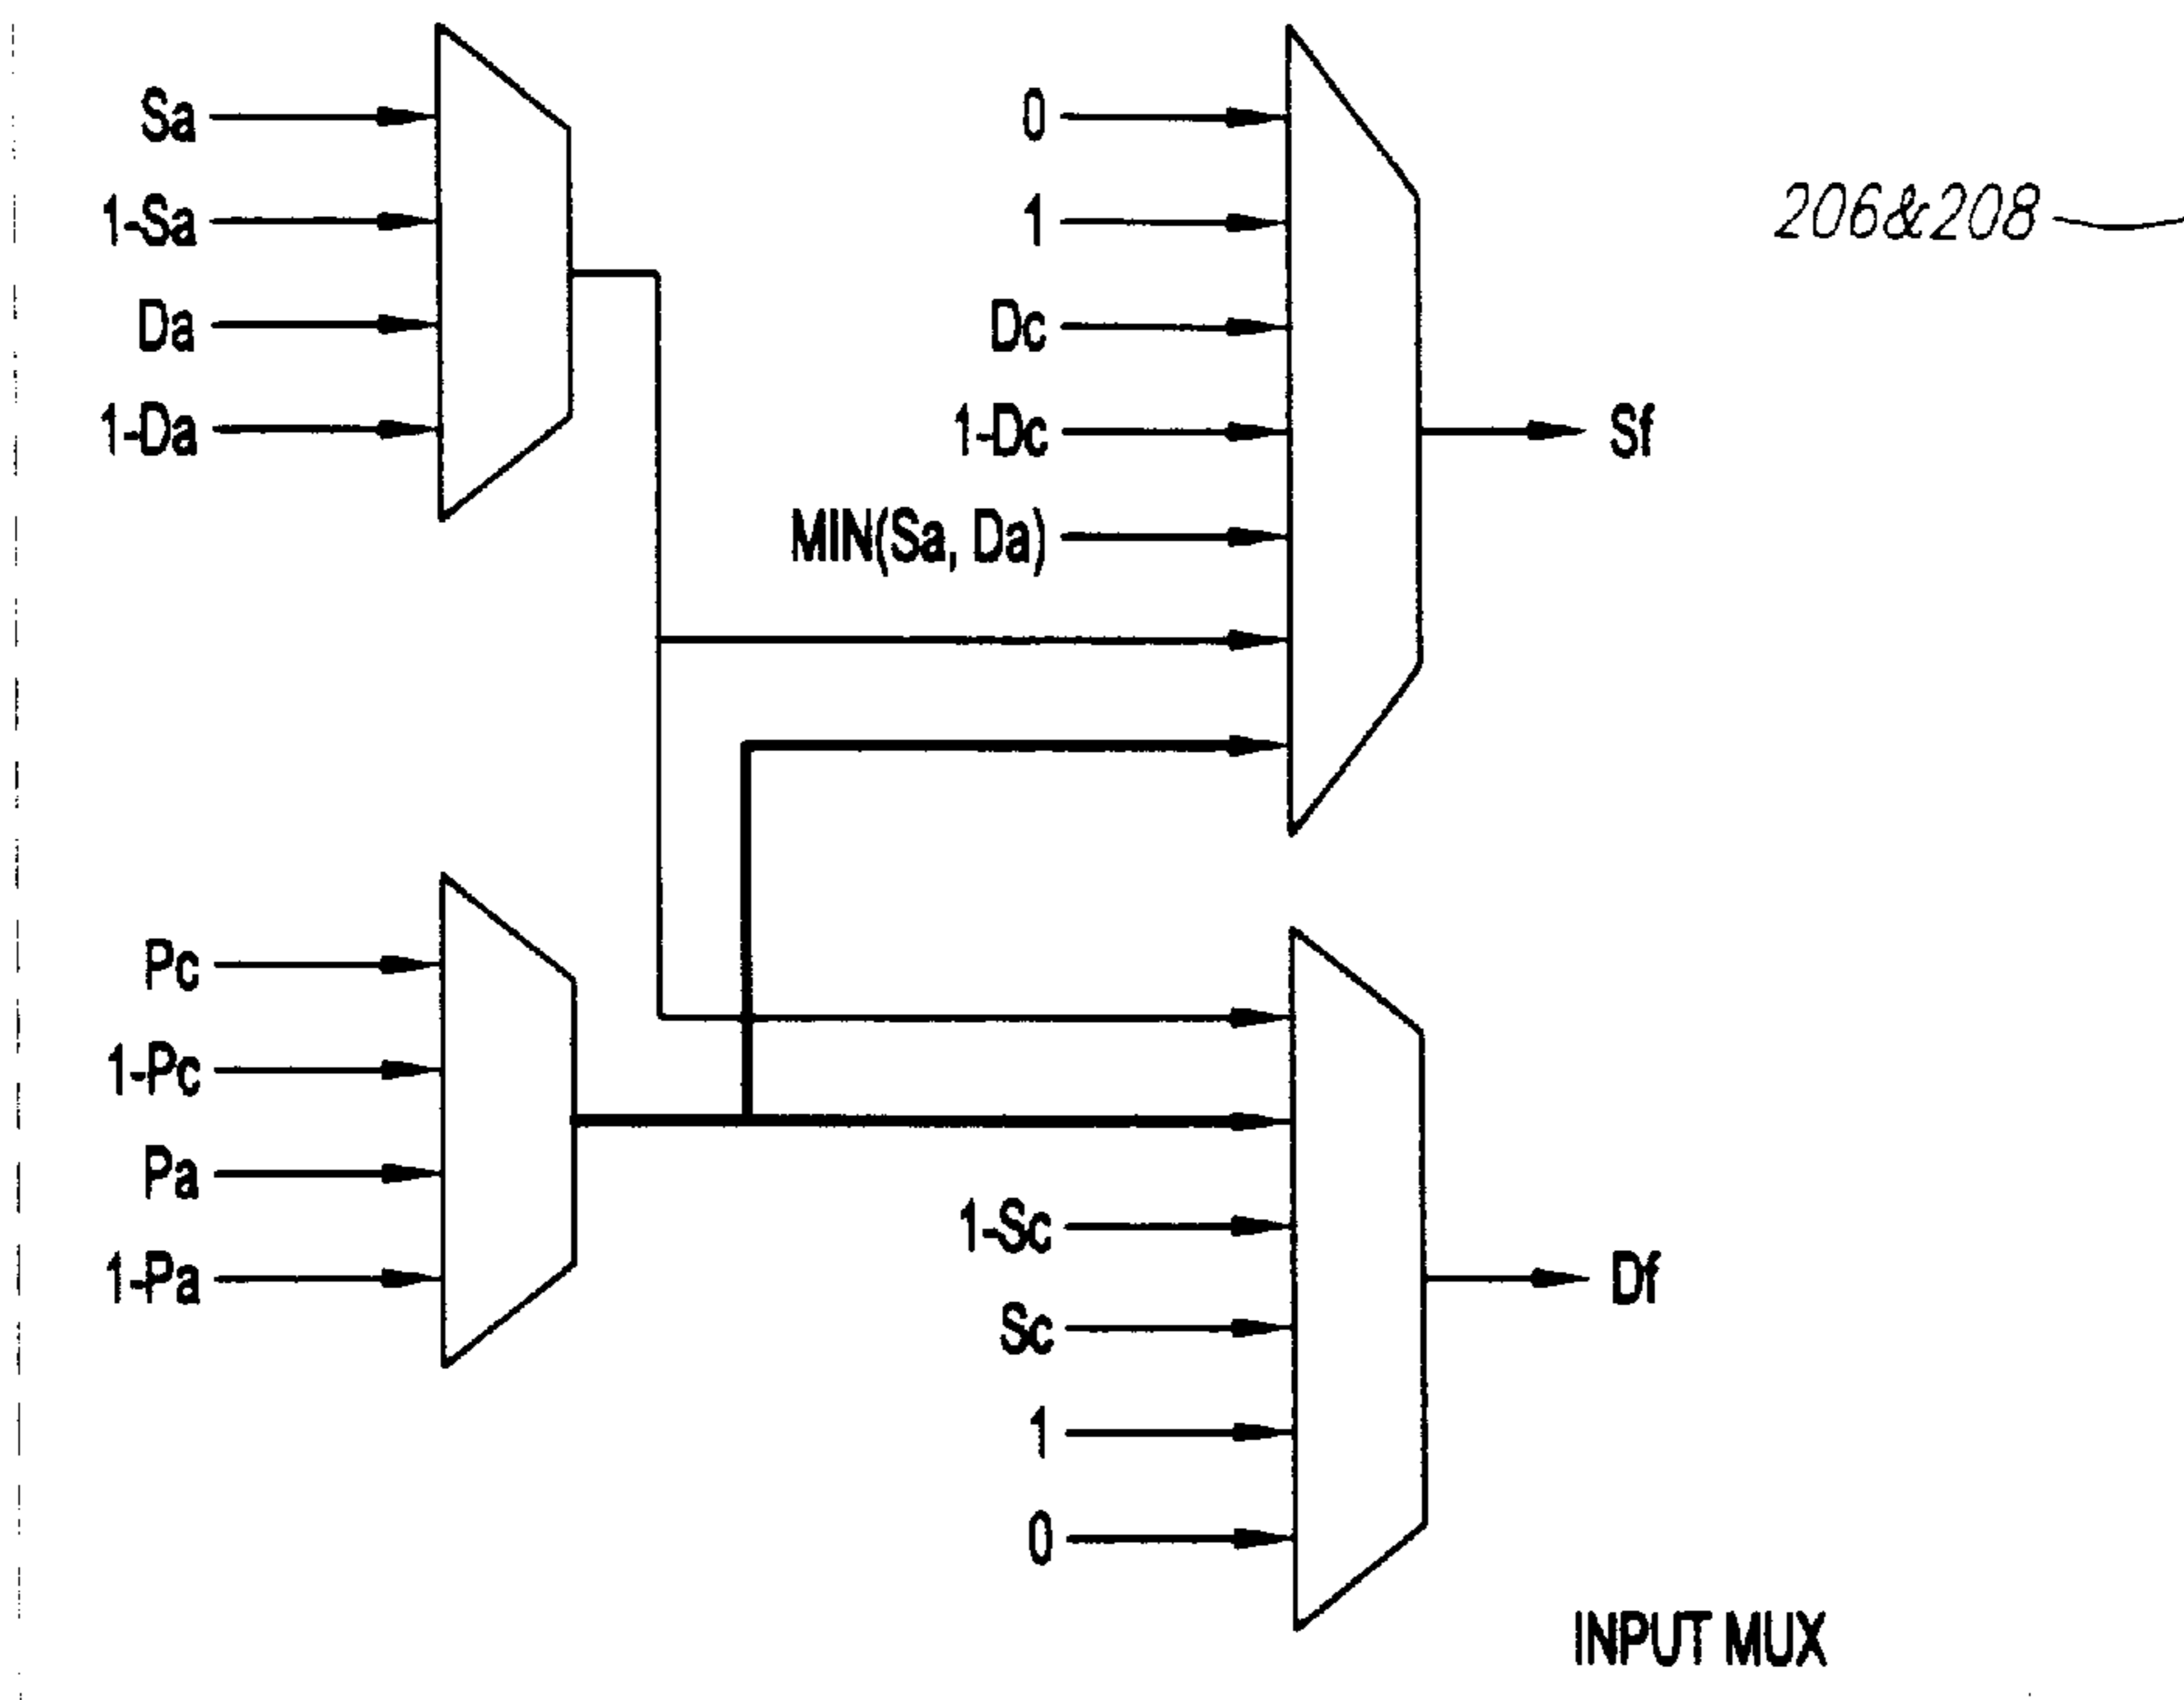 Sa
1-Sa
Da
1-Da
0
1
Dc
1-Dc
MIN(Sa, Da)
Sf
206&208
Pc
1-Pc
Pa
1-Pa
1-Sc
Sc
1
0
Df
INPUT MUX